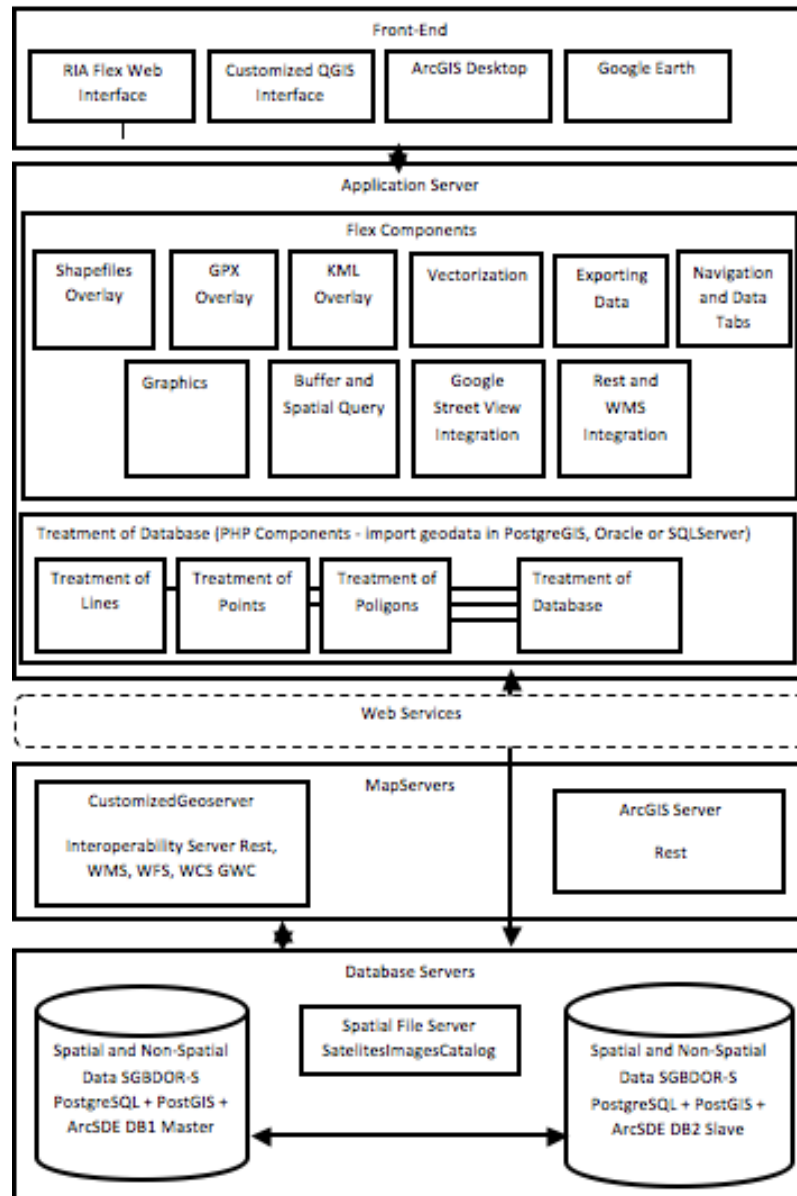 Front-End
RIA Flex Web
Interface
Customized QGIS
Interface
ArcGIS Desktop
Google Earth
Application Server
Flex Components
Shapefiles
Overlay
GPX
Overlay
KML
Overlay
Vectorization
Exporting
Data
Navigation
and Data
Tabs
Graphics
Buffer and
Spatial Query
Google
Street View
Integration
Rest and
WMS
Integration
Treatment of Database (PHP Components - import geodata in PostgreGIS, Oracle or SQLServer)
Treatment of
Lines
Treatment of
Points
Treatment of
Poligons
Treatment of
Database
Web Services
MapServers
CustomizedGeoserver
Interoperability Server Rest,
WMS, WFS, WCS GWC
ArcGIS Server
Rest
Database Servers
Spatial and Non-Spatial
Data SGBDOR-S
PostgreSQL + PostGIS +
ArcSDE DB1 Master
Spatial File Server
SatelitesImagesCatalog
Spatial and Non-Spatial
Data SGBDOR-S
PostgreSQL + PostGIS +
ArcSDE DB2 Slave